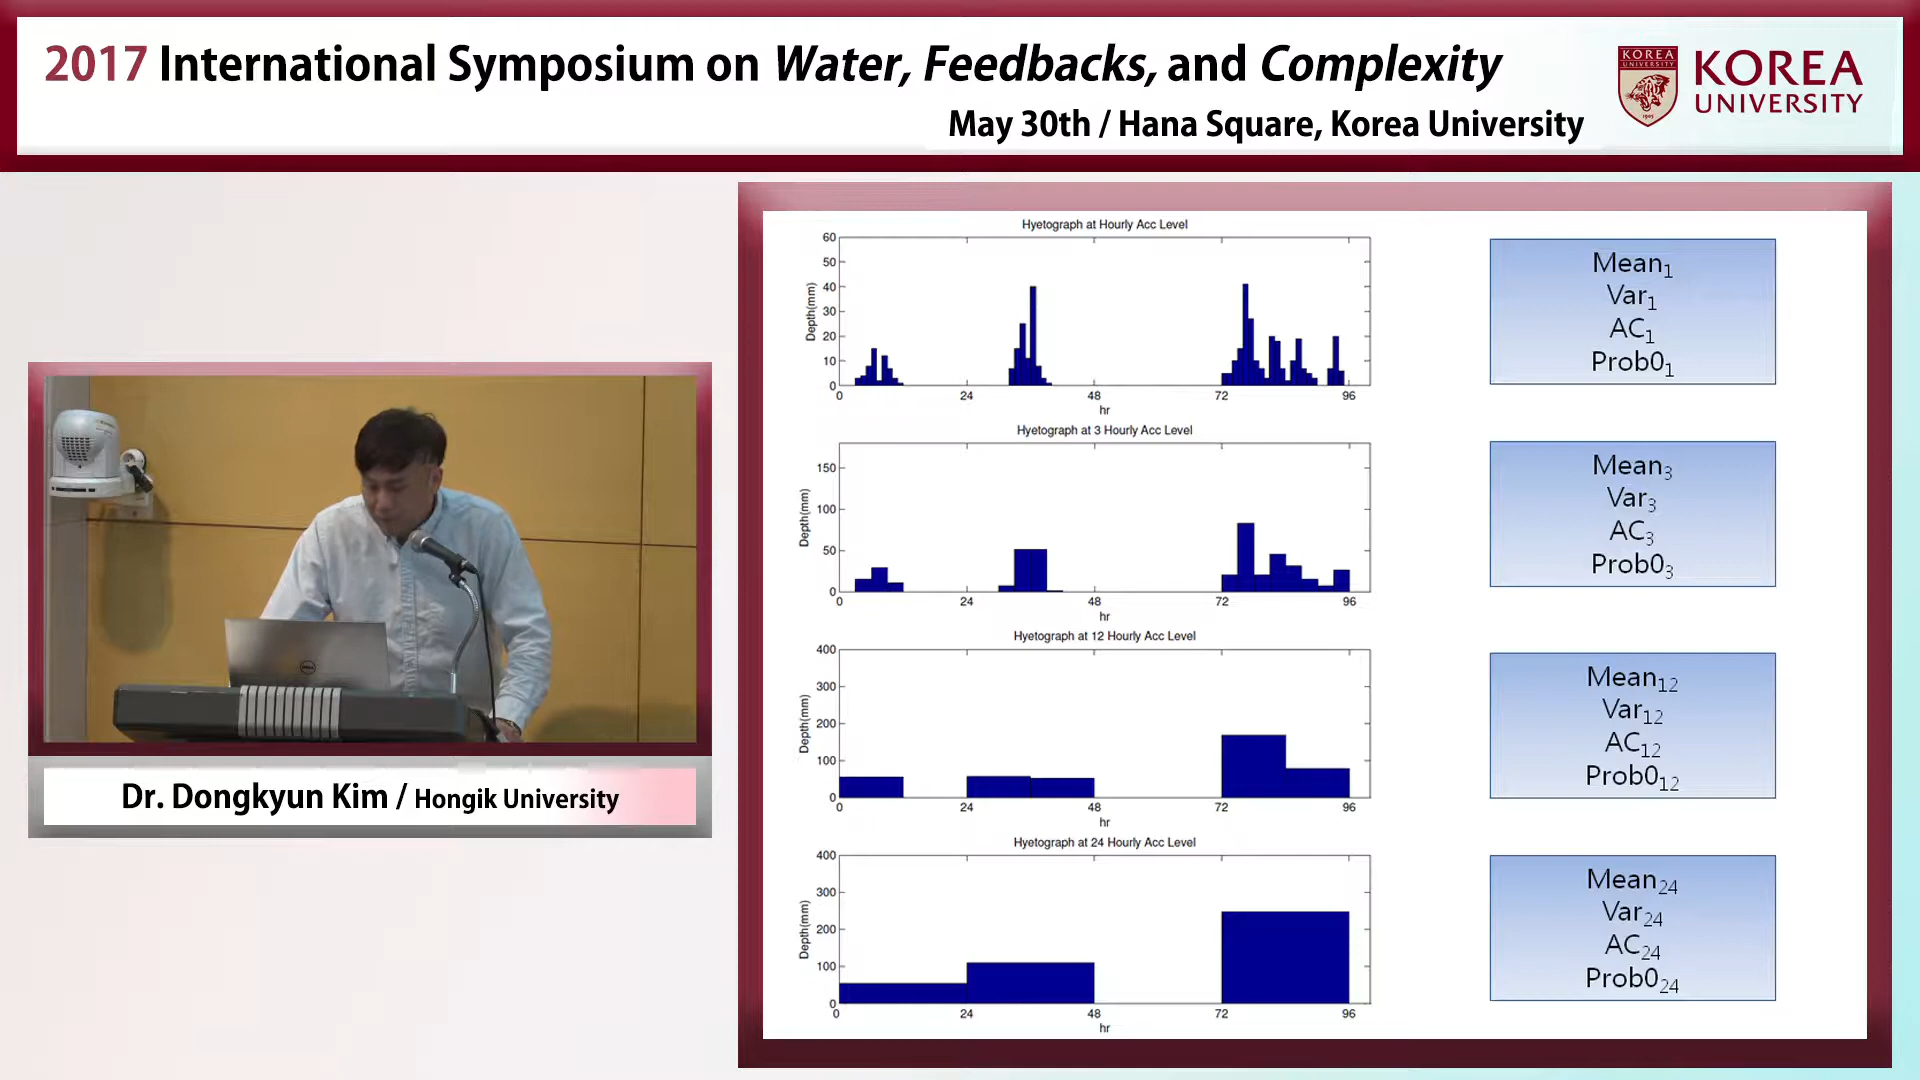 2017 International Symposium on Water, Feedbacks, and Complexity
May 30th / Hana Square, Korea University
KOREA
UNIVERSITY
1905
KOREA
UNIVERSITY
Dr. Dongkyun Kim / Hongik University
DELL
Hyetograph at Hourly Acc Level
60
50
40
30
20
10
0
Depth(mm)
0 24 48 72 96
hr
Mean1
Var1
AC1
Prob01
Hyetograph at 3 Hourly Acc Level
150
100
50
0
Depth(mm)
0 24 48 72 96
hr
Mean3
Var3
AC3
Prob03
Hyetograph at 12 Hourly Acc Level
400
300
200
100
0
Depth(mm)
0 24 48 72 96
hr
Mean12
Var12
AC12
Prob012
Hyetograph at 24 Hourly Acc Level
400
300
200
100
0
Depth(mm)
0 24 48 72 96
hr
Mean24
Var24
AC24
Prob024